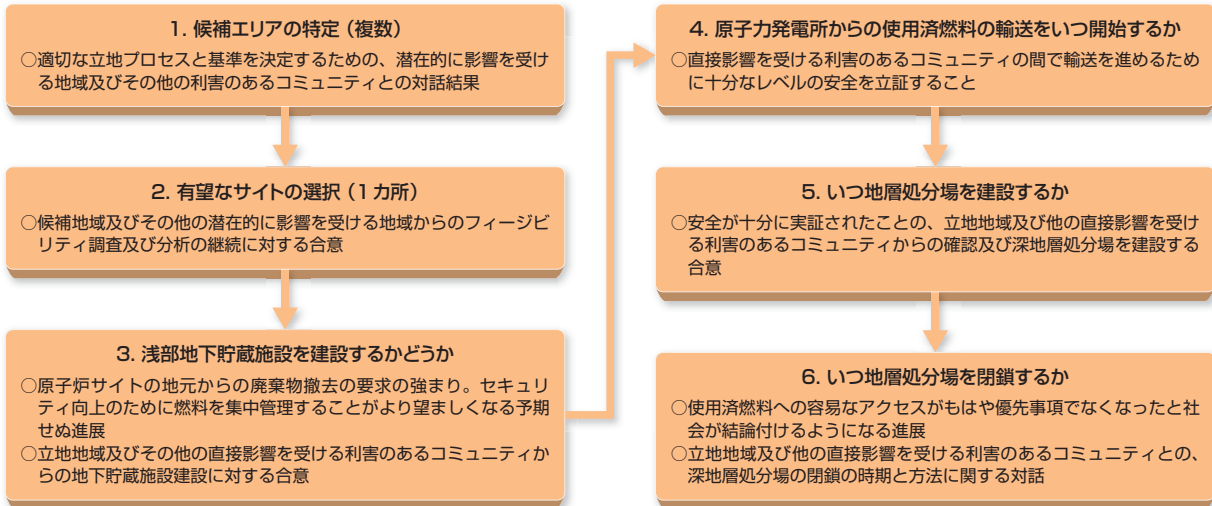 1. 候補エリアの特定（複数）
○適切な立地プロセスと基準を決定するための、潜在的に影響を受け
る地域及びその他の利害のあるコミュニティとの対話結果
2. 有望なサイトの選択（1カ所）
○候補地域及びその他の潜在的に影響を受ける地域からのフィージビ
リティ調査及び分析の継続に対する合意
3. 浅部地下貯蔵施設を建設するかどうか
○原子炉サイトの地元からの廃棄物撤去の要求の強まり。セキュリ
ティ向上のために燃料を集中管理することがより望ましくなる予期
せぬ進展
○立地地域及びその他の直接影響を受ける利害のあるコミュニティか
らの地下貯蔵施設建設に対する合意
4. 原子力発電所からの使用済燃料の輸送をいつ開始するか
○直接影響を受ける利害のあるコミュニティの間で輸送を進めるため
に十分なレベルの安全を立証すること
5. いつ地層処分場を建設するか
○安全が十分に実証されたことの、立地地域及び他の直接影響を受け
る利害のあるコミュニティからの確認及び深地層処分場を建設する
合意
6. いつ地層処分場を閉鎖するか
○使用済燃料への容易なアクセスがもはや優先事項でなくなったと社
会が結論付けるようになる進展
○立地地域及び他の直接影響を受ける利害のあるコミュニティとの、
深地層処分場の閉鎖の時期と方法に関する対話